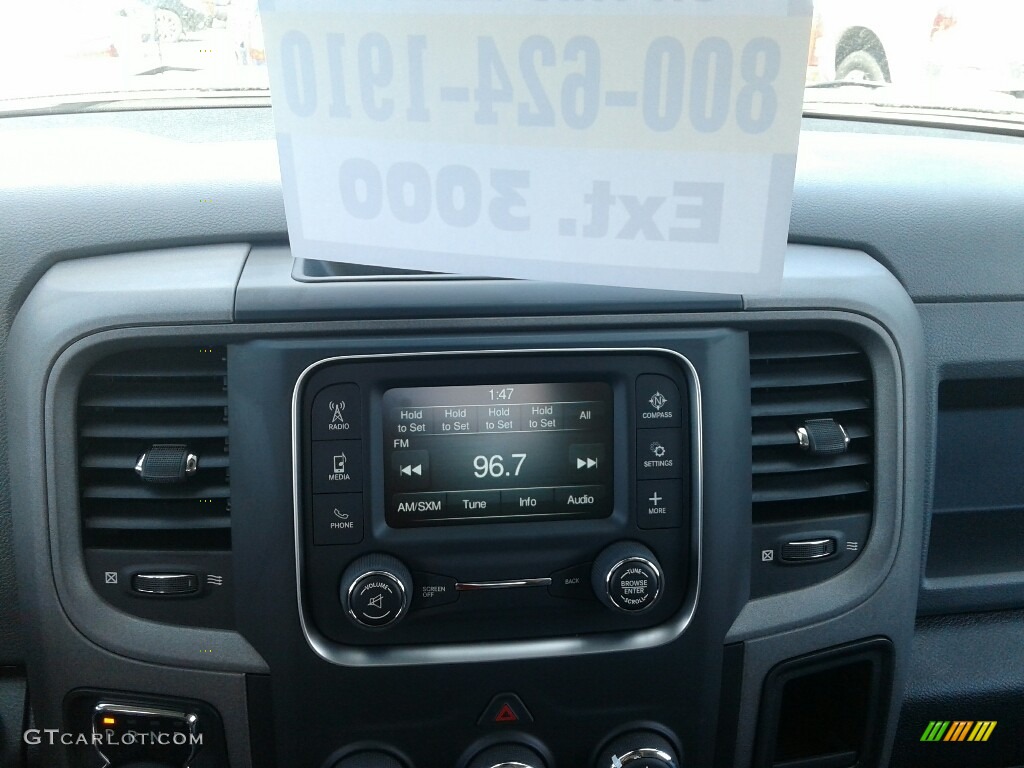 800-624-1910
Ext. 3000
1:47
Hold to Set Hold to Set Hold to Set Hold to Set All
FM
96.7
AM/SXM Tune Info Audio
RADIO
MEDIA
PHONE
N
COMPASS
SETTINGS
MORE
VOLUME
SCREEN OFF
BACK
TUNE
BROWSE
ENTER
SCROLL
P R N
GTCARLOT.COM